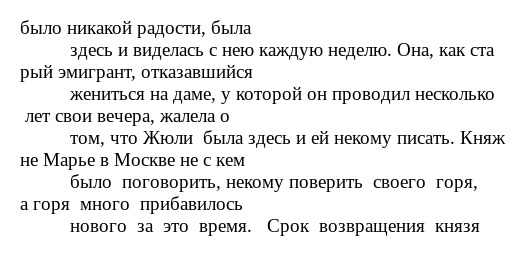 было никакой радости, была
здесь и виделась с нею каждую неделю. Она, как ста
рый эмигрант, отказавшийся
жениться на даме, у которой он проводил несколько
лет свои вечера, жалела о
том, что Жюли была здесь и ей некому писать. Княж
не Марье в Москве не с кем
было поговорить, некому поверить своего горя,
а горя много прибавилось
нового за это время. Срок возвращения князя